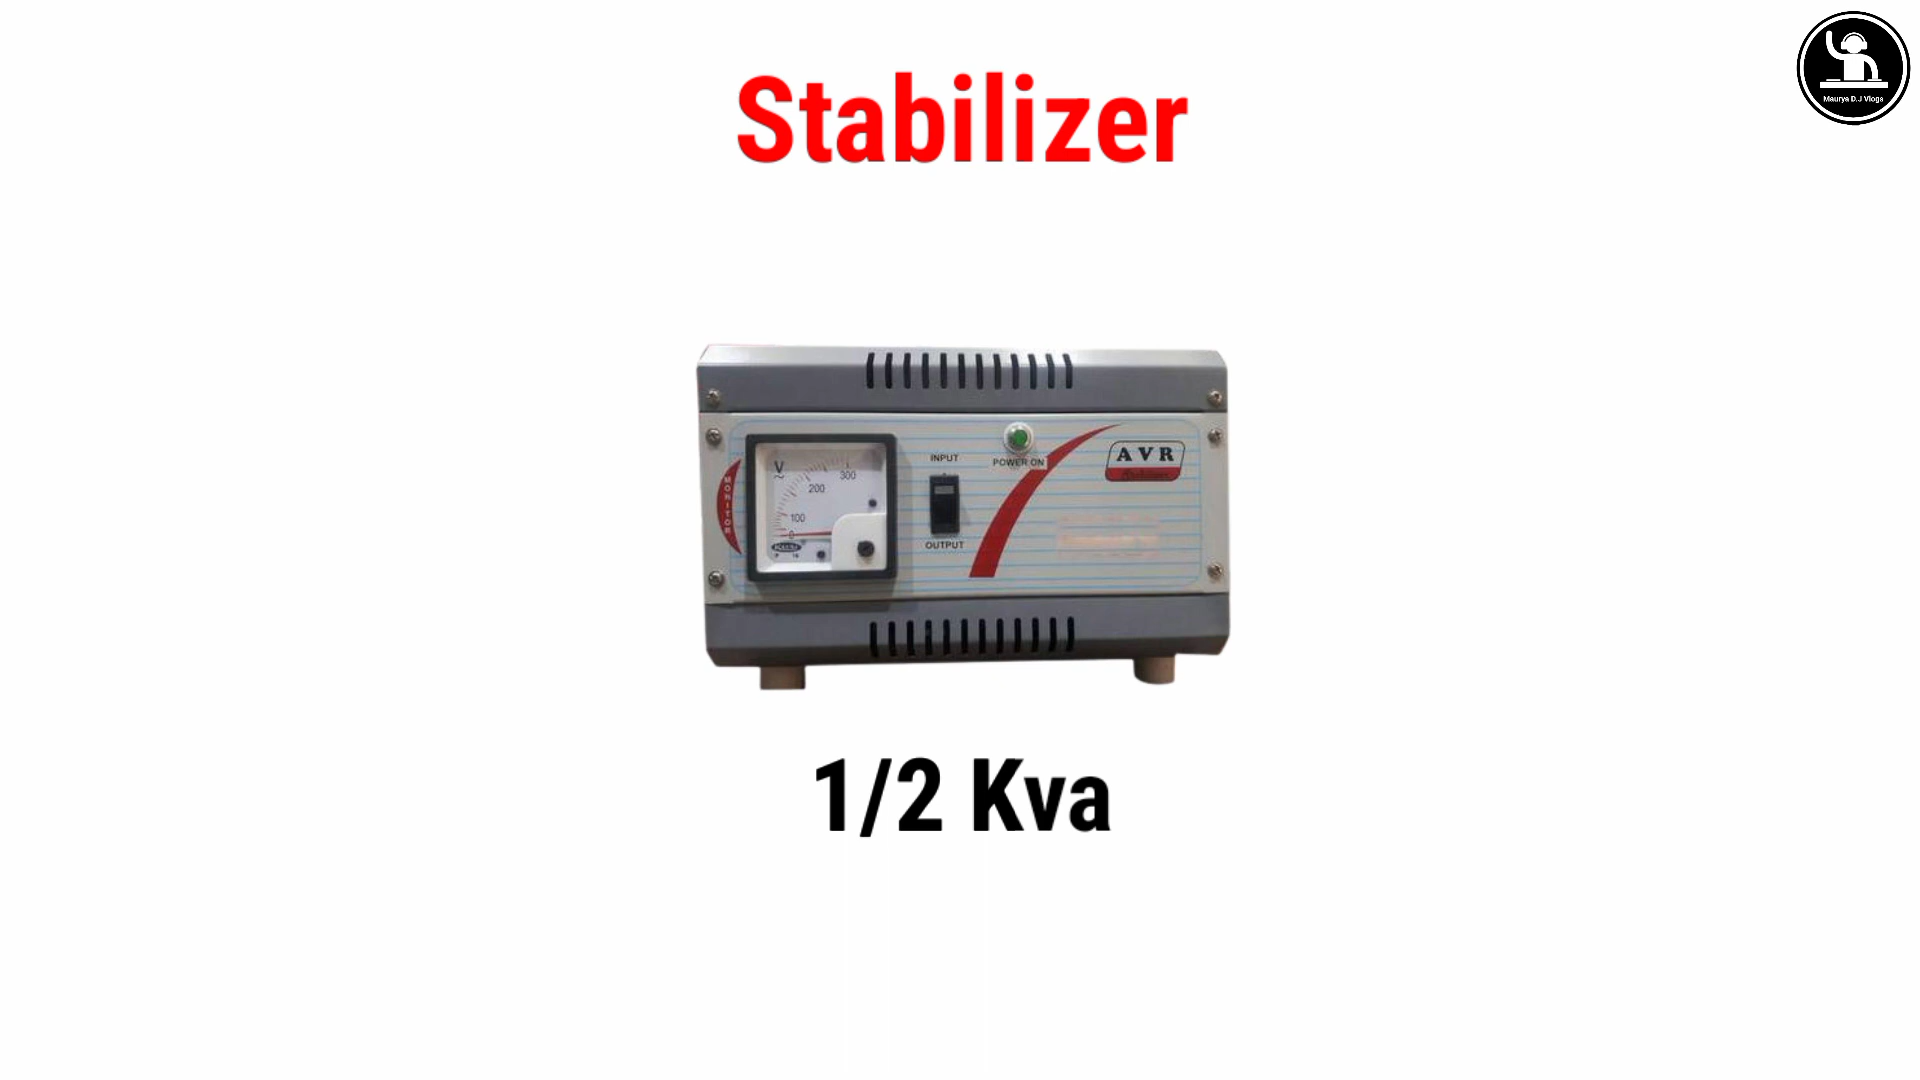 Stabilizer
Maurya D.J Vlogs
V
300
200
100
0
MONITOR
INPUT
OUTPUT
POWER ON
AVR
1/2 Kva